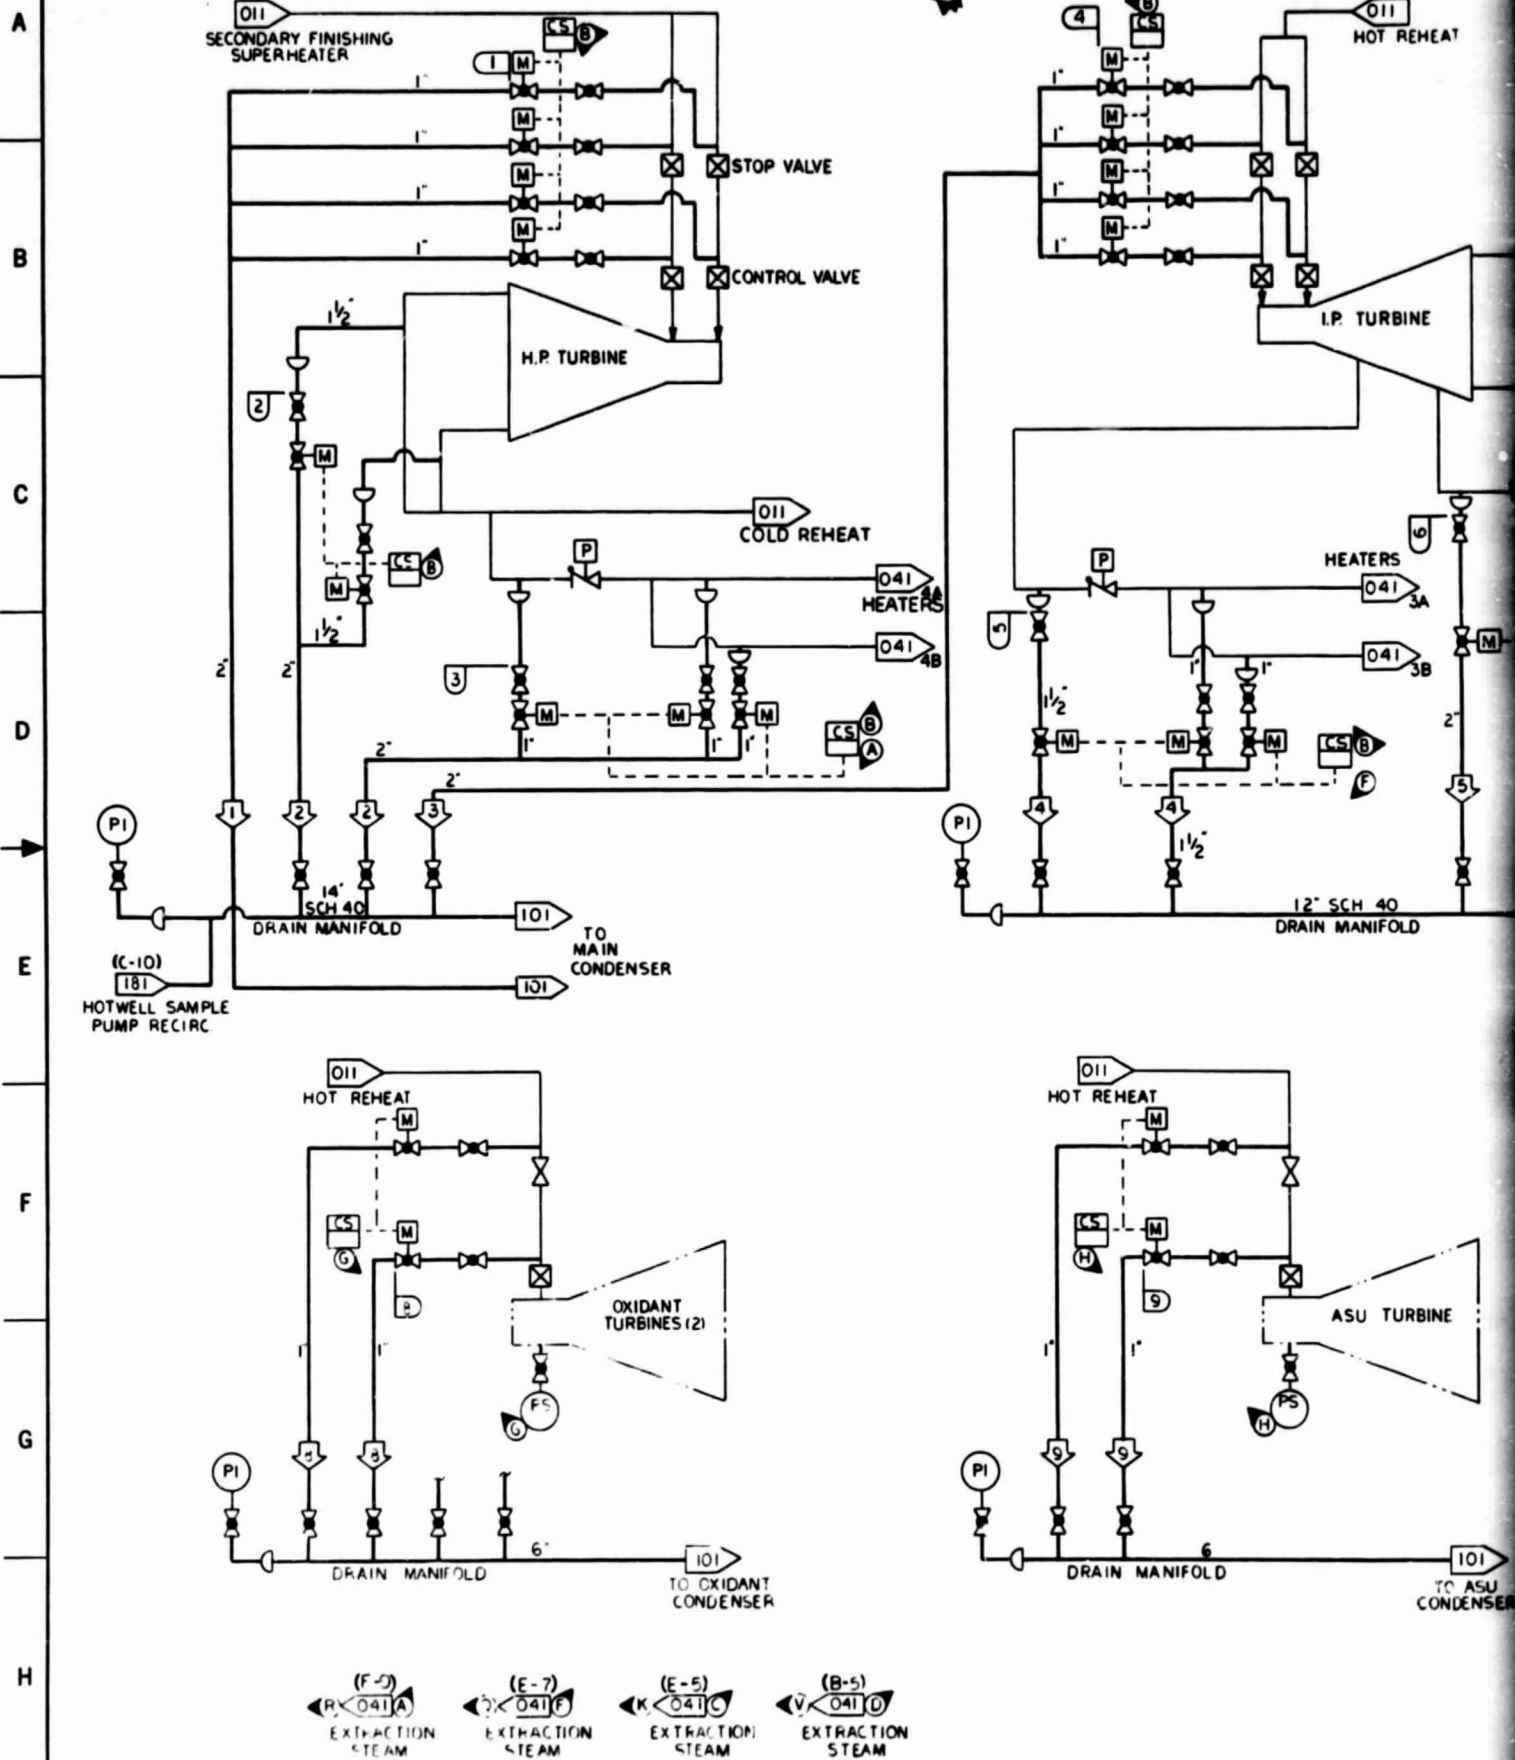 A
B
C
D
E
F
G
H
011
SECONDARY FINISHING
SUPERHEATER
CS
B
1
M
1"
M
1"
M
1"
M
1"
STOP VALVE
CONTROL VALVE
H.P. TURBINE
1½"
2
M
CS
B
M
1½"
2"
2"
011
COLD REHEAT
P
041
4A
HEATERS
041
4B
3
M
M
M
CS
B
A
1"
1"
1"
2"
2"
1
2
2
3
PI
14"
SCH 40
DRAIN MANIFOLD
101
TO
MAIN
CONDENSER
101
(C-10)
181
HOTWELL SAMPLE
PUMP RECIRC.
4
B
CS
011
HOT REHEAT
M
1"
M
1"
M
1"
M
1"
I.P. TURBINE
6
P
HEATERS
041
3A
041
3B
5
M
1"
1"
1½"
M
M
M
CS
B
F
2"
4
4
5
1½"
PI
12" SCH 40
DRAIN MANIFOLD
011
HOT REHEAT
M
CS
G
M
8
OXIDANT
TURBINES (2)
1"
1"
PS
G
8
8
PI
6"
DRAIN MANIFOLD
101
TO OXIDANT
CONDENSER
011
HOT REHEAT
M
CS
H
M
9
ASU TURBINE
1"
1"
PS
H
9
9
PI
6
DRAIN MANIFOLD
101
TO ASU
CONDENSER
(E-7) (E-5) (B-5)
R 041 A
041 F
K 041 C
V 041 D
EXTRACTION
STEAM
EXTRACTION
STEAM
EXTRACTION
STEAM
EXTRACTION
STEAM